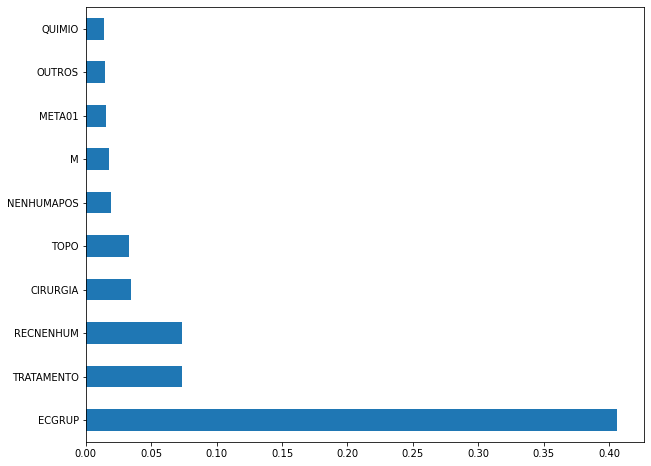 QUIMIO
OUTROS
META01
M
NENHUMAPOS
TOPO
CIRURGIA
RECNENHUM
TRATAMENTO
ECGRUP
0.00 0.05 0.10 0.15 0.20 0.25 0.30 0.35 0.40